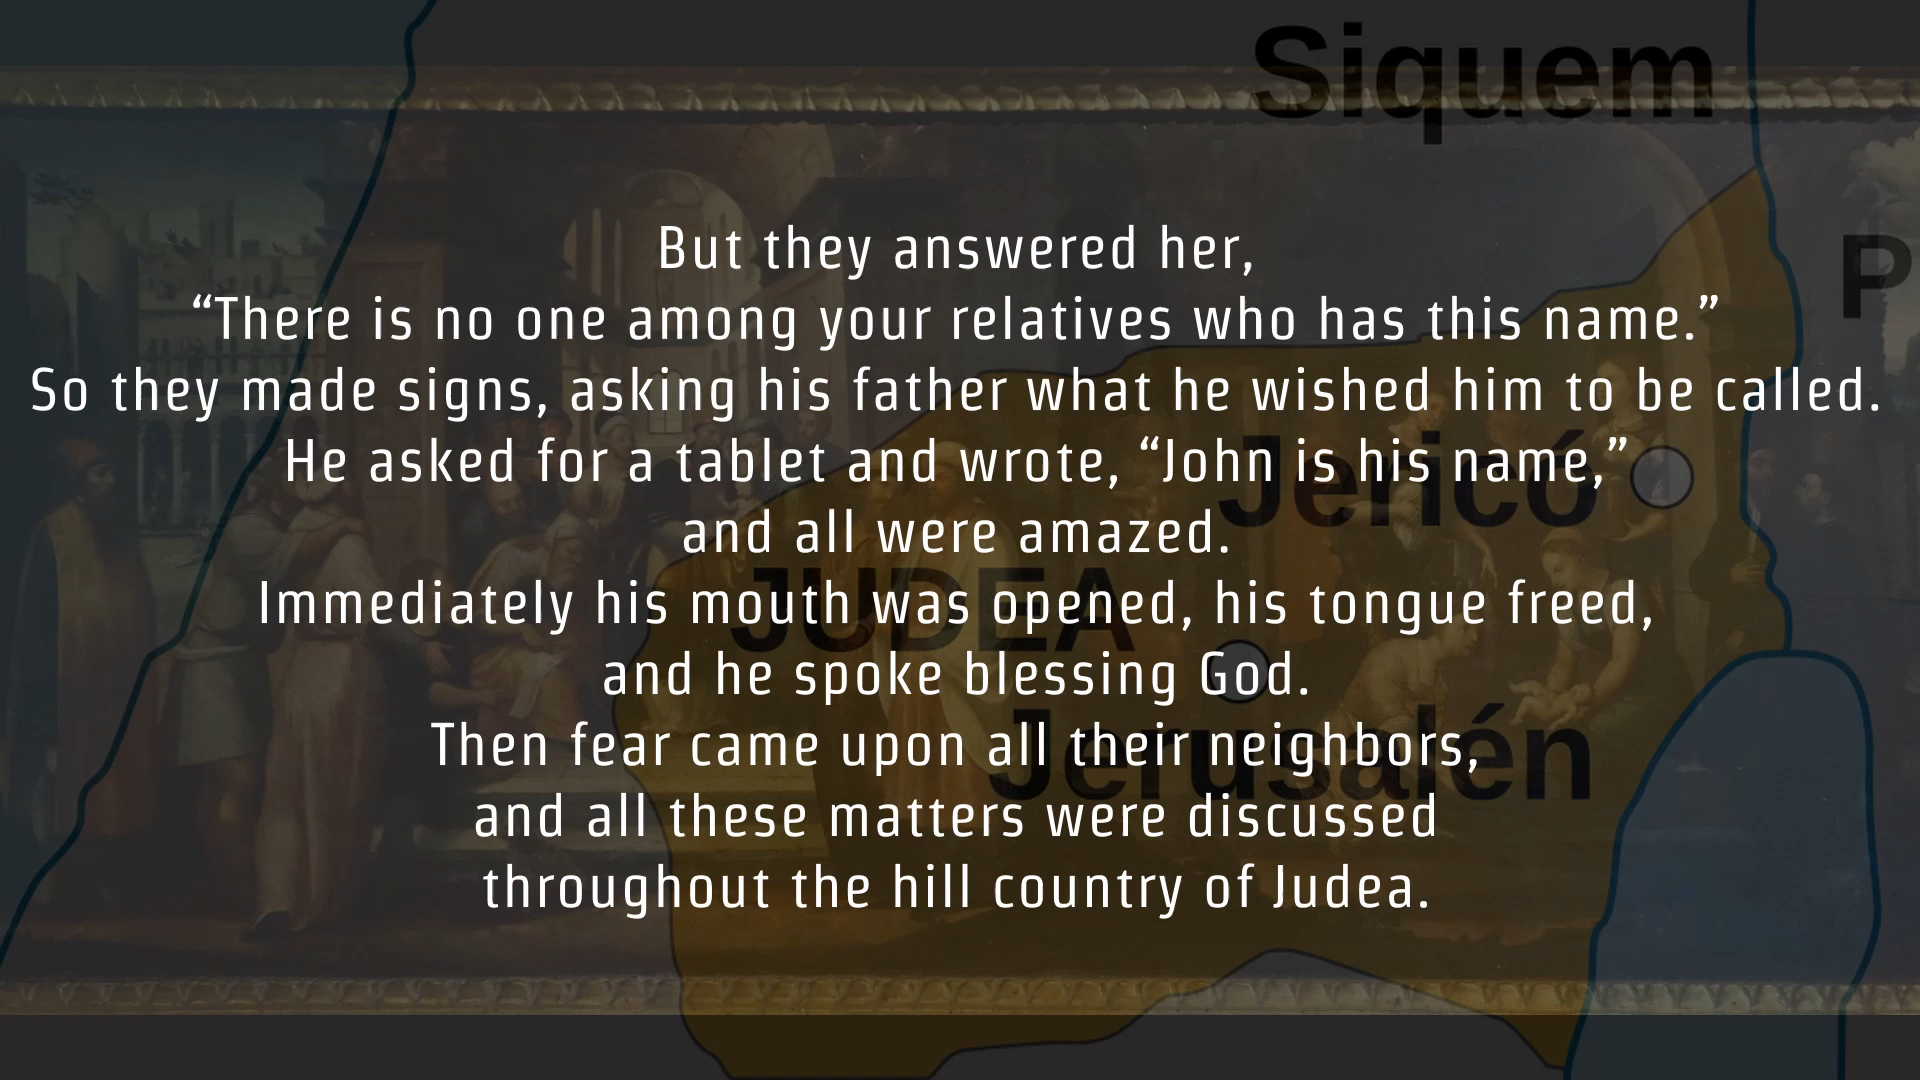 Siquem
P
But they answered her,
“There is no one among your relatives who has this name.”
So they made signs, asking his father what he wished him to be called.
He asked for a tablet and wrote, “John is his name,”
Jericó
and all were amazed.
JUDEA
Immediately his mouth was opened, his tongue freed,
and he spoke blessing God.
Jerusalén
Then fear came upon all their neighbors,
and all these matters were discussed
throughout the hill country of Judea.